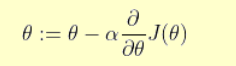 θ := θ − α ∂/∂θ J(θ)